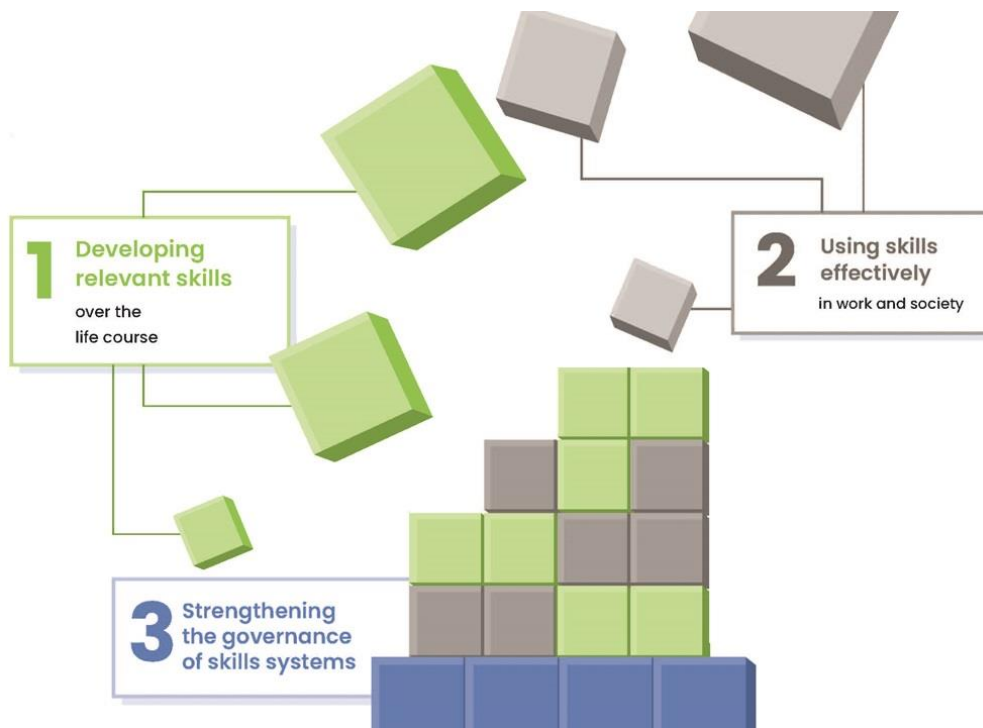 1
Developing
relevant skills
over the
life course
2
Using skills
effectively
in work and society
3
Strengthening
the governance
of skills systems